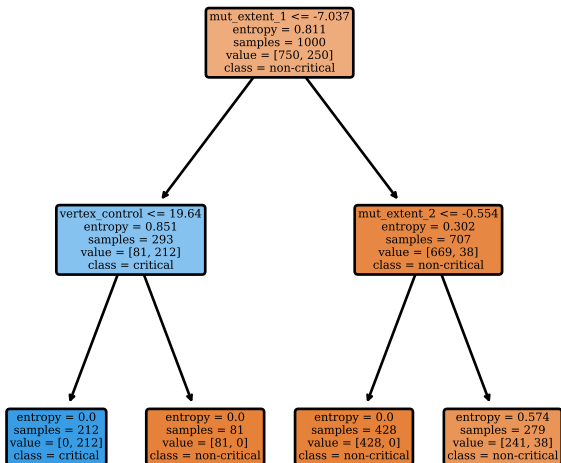 mut_extent_1 <= -7.037
entropy = 0.811
samples = 1000
value = [750, 250]
class = non-critical
vertex_control <= 19.64
entropy = 0.851
samples = 293
value = [81, 212]
class = critical
mut_extent_2 <= -0.554
entropy = 0.302
samples = 707
value = [669, 38]
class = non-critical
entropy = 0.0
samples = 212
value = [0, 212]
class = critical
entropy = 0.0
samples = 81
value = [81, 0]
class = non-critical
entropy = 0.0
samples = 428
value = [428, 0]
class = non-critical
entropy = 0.574
samples = 279
value = [241, 38]
class = non-critical